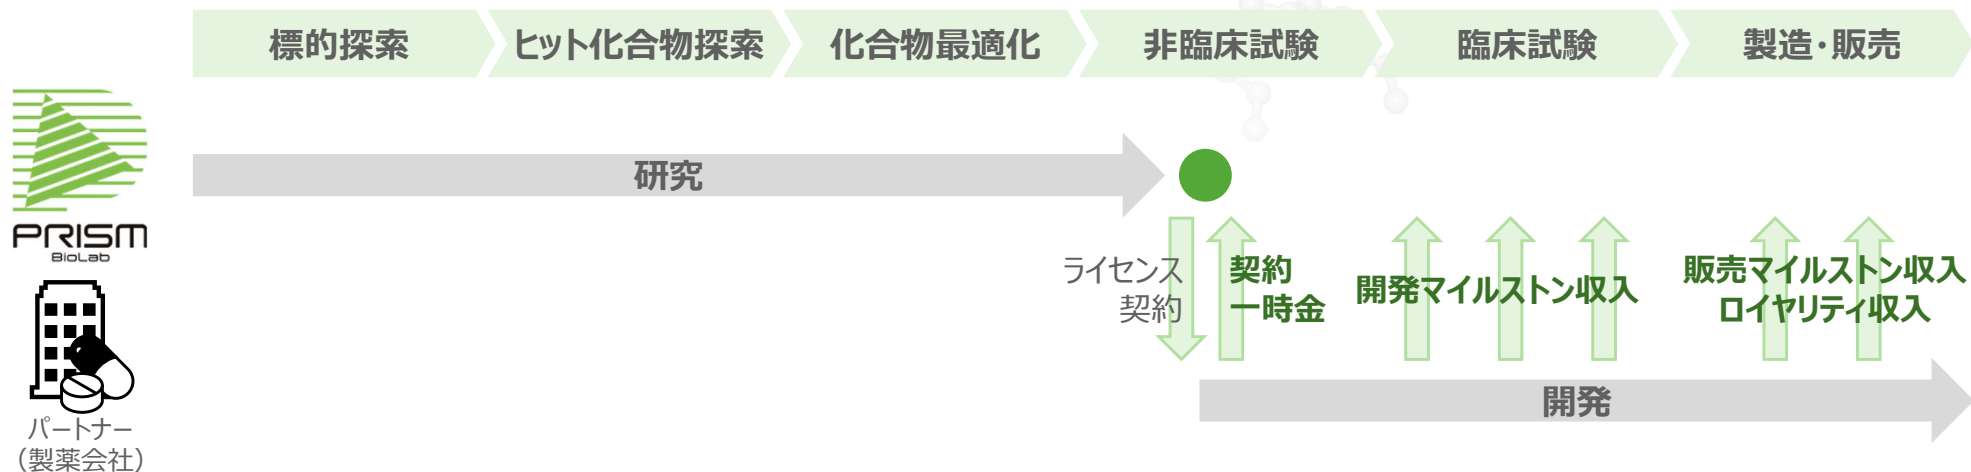 標的探索
ヒット化合物探索
化合物最適化
非臨床試験
臨床試験
製造・販売
PRISM
BioLab
研究
ライセンス
契約
契約
一時金
開発マイルストン収入
販売マイルストン収入
ロイヤリティ収入
開発
パートナー
（製薬会社）